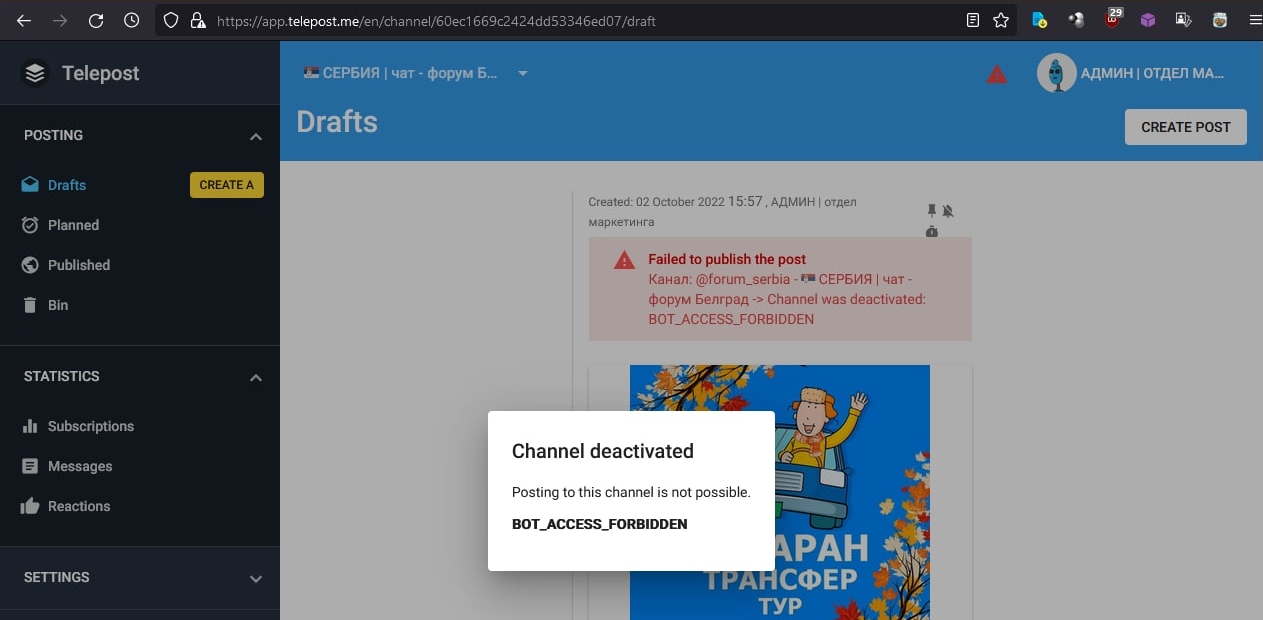 https://app.telepost.me/en/channel/60ec1669c2424dd53346ed07/draft
29
Telepost
СЕРБИЯ | чат - форум Б...
АДМИН | ОТДЕЛ МА...
Drafts
CREATE POST
POSTING
Drafts
CREATE A
Planned
Published
Bin
STATISTICS
Subscriptions
Messages
Reactions
SETTINGS
Created: 02 October 2022 15:57 , АДМИН | отдел
маркетинга
Failed to publish the post
Канал: @forum_serbia - 🇷🇸 СЕРБИЯ | чат -
форум Белград -> Channel was deactivated:
BOT_ACCESS_FORBIDDEN
Channel deactivated
Posting to this channel is not possible.
BOT_ACCESS_FORBIDDEN
АРАН
ТРАНСФЕР
ТУР